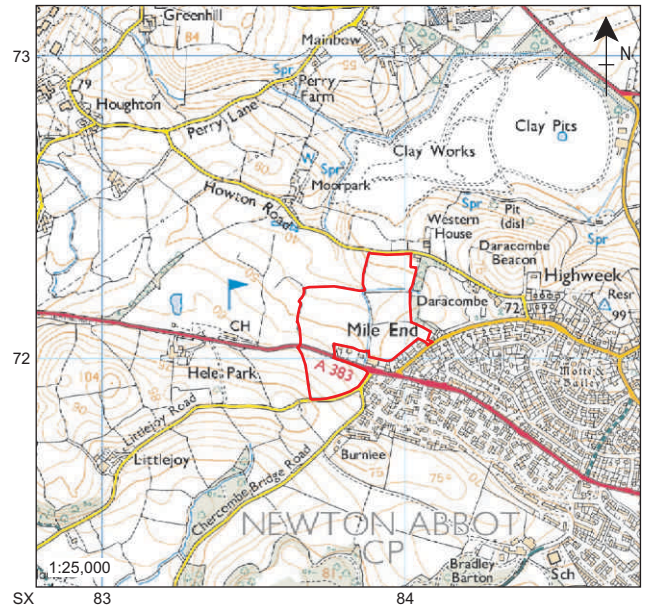 Greenhill
84
Mainbow
N
73
Spr
55
79
Perry
Farm
Houghton
Clay Pits
Perry Lane
Clay Works
W
Spr
Moorpark
Howton Road
Spr
Pit
(dis)
Western
House
Spr
Daracombe
Beacon
Highweek
Daracombe
72
Resr
99
CH
Mile End
72
Hele Park
A 383
Motte &
Bailey
104
Littlejoy Road
Littlejoy
Burnlee
75
75
Chercombe Bridge Road
NEWTON ABBOT
CP
1:25,000
Bradley
Barton
Sch
SX
83
84